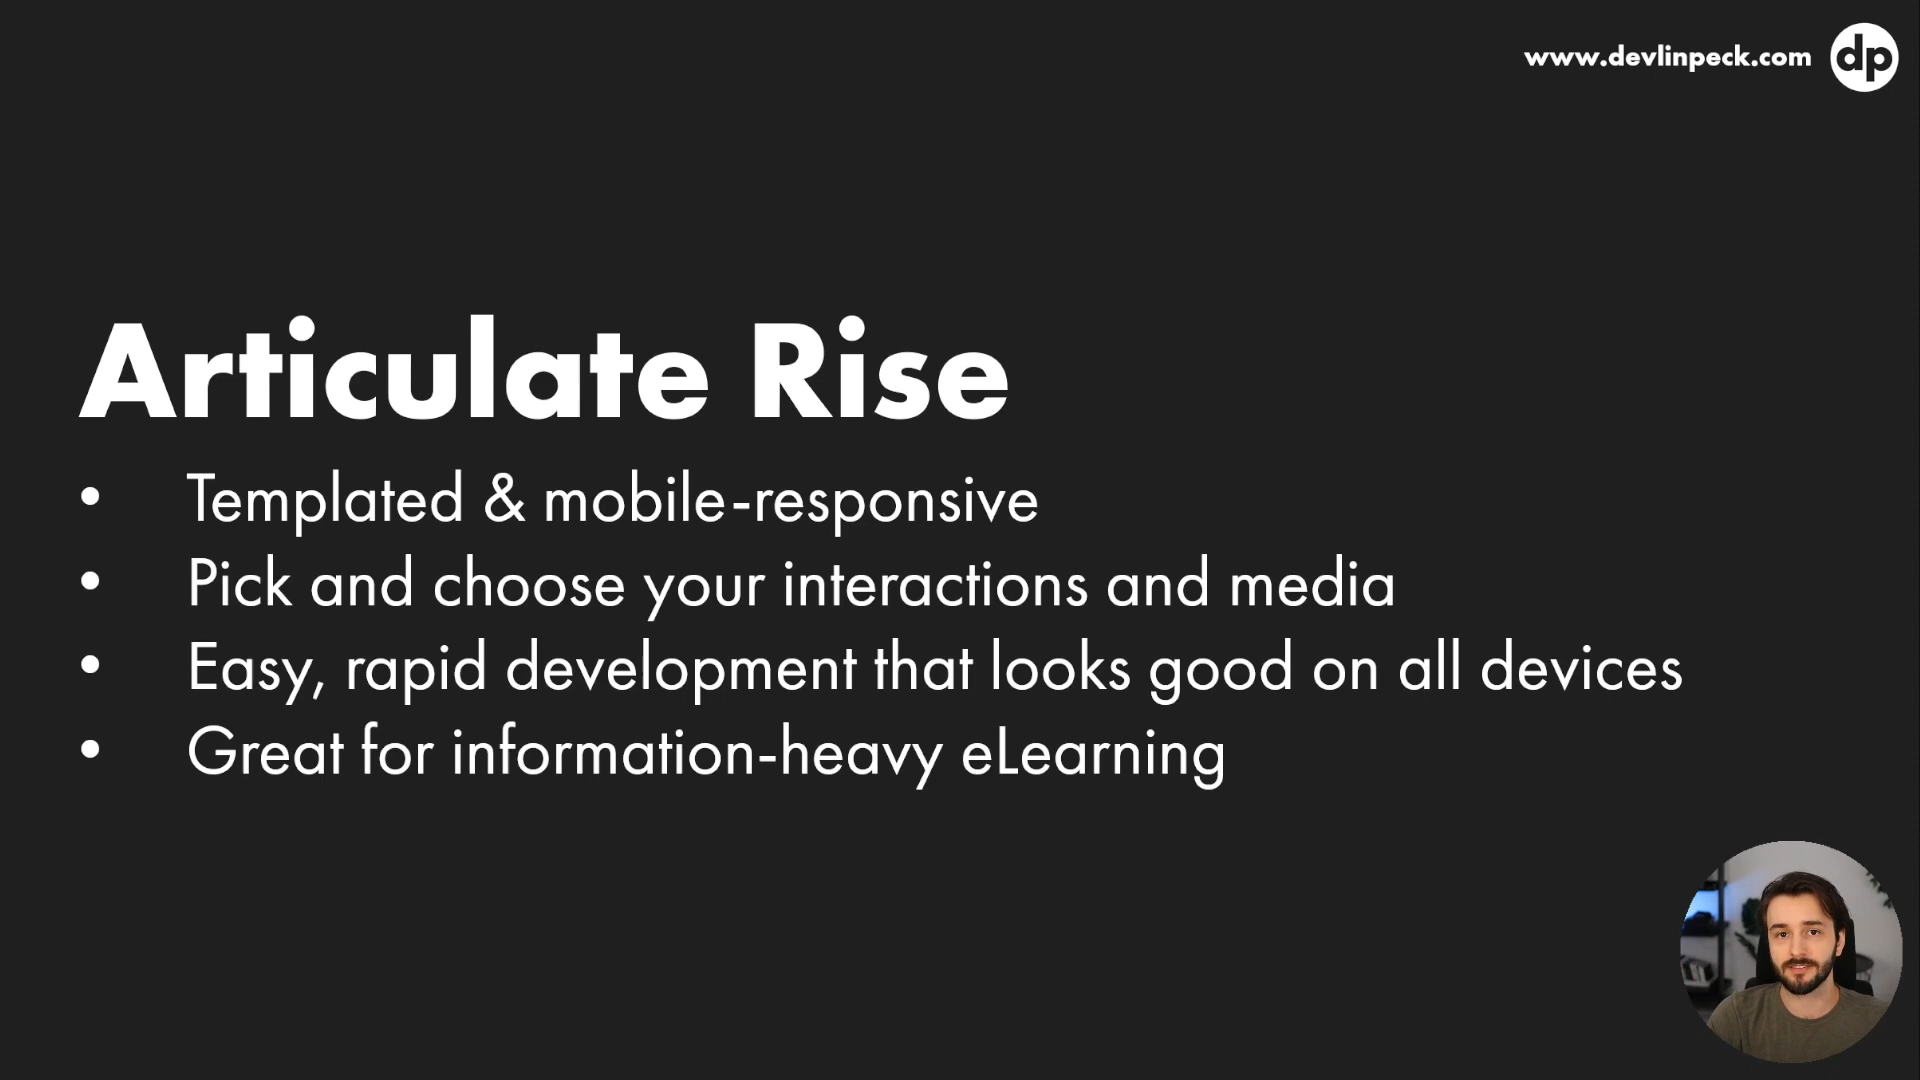 www.devlinpeck.com dp
Articulate Rise
• Templated & mobile-responsive
• Pick and choose your interactions and media
• Easy, rapid development that looks good on all devices
• Great for information-heavy eLearning